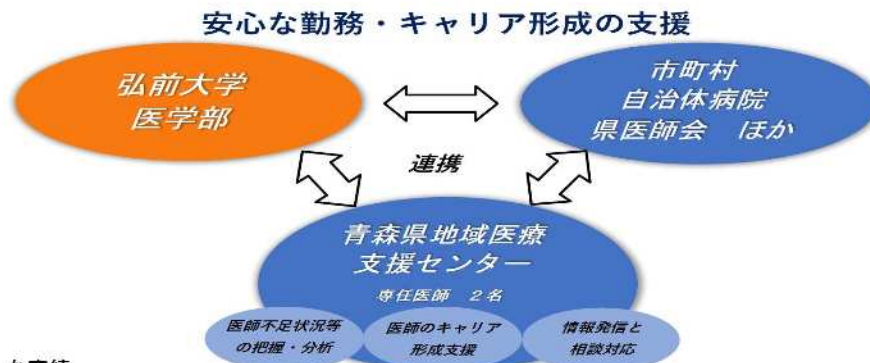 安心な勤務・キャリア形成の支援
弘前大学
医学部
市町村
自治体病院
県医師会　ほか
連携
青森県地域医療
支援センター
専任医師　２名
医師不足状況等
の把握・分析
医師のキャリア
形成支援
情報発信と
相談対応